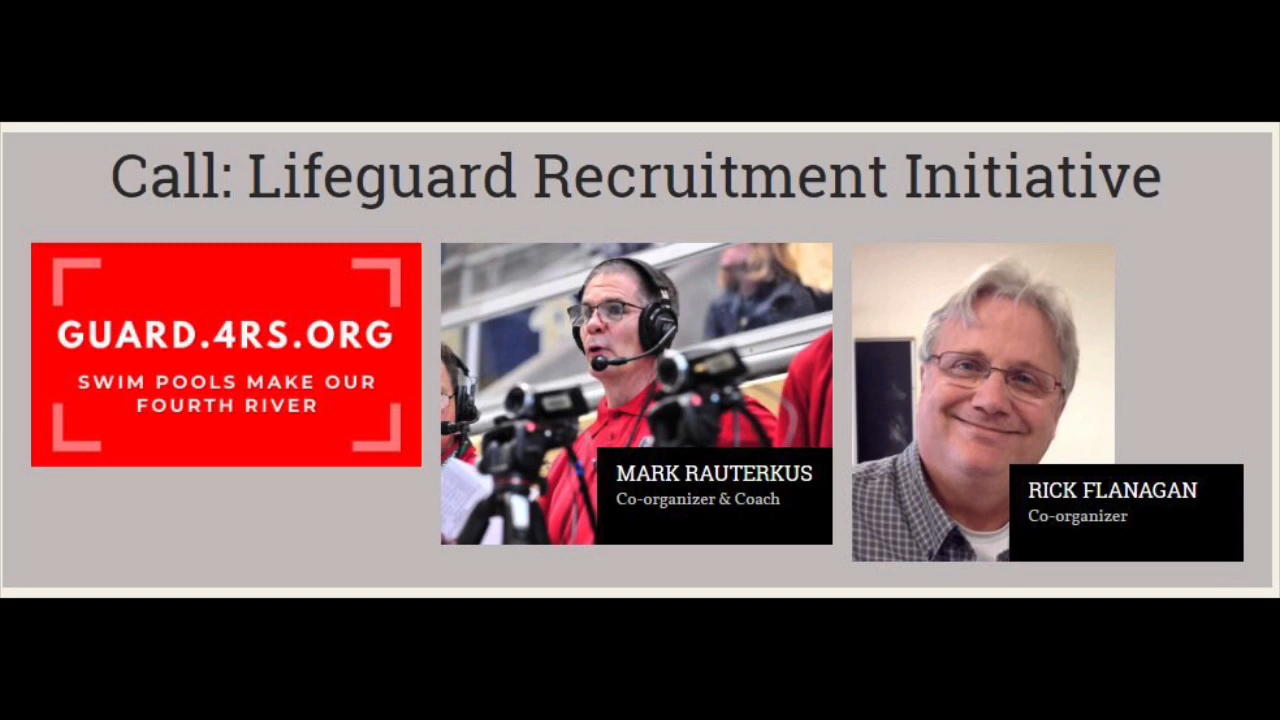 Call: Lifeguard Recruitment Initiative
GUARD.4RS.ORG
SWIM POOLS MAKE OUR
FOURTH RIVER
MARK RAUTERKUS
Co-organizer & Coach
RICK FLANAGAN
Co-organizer